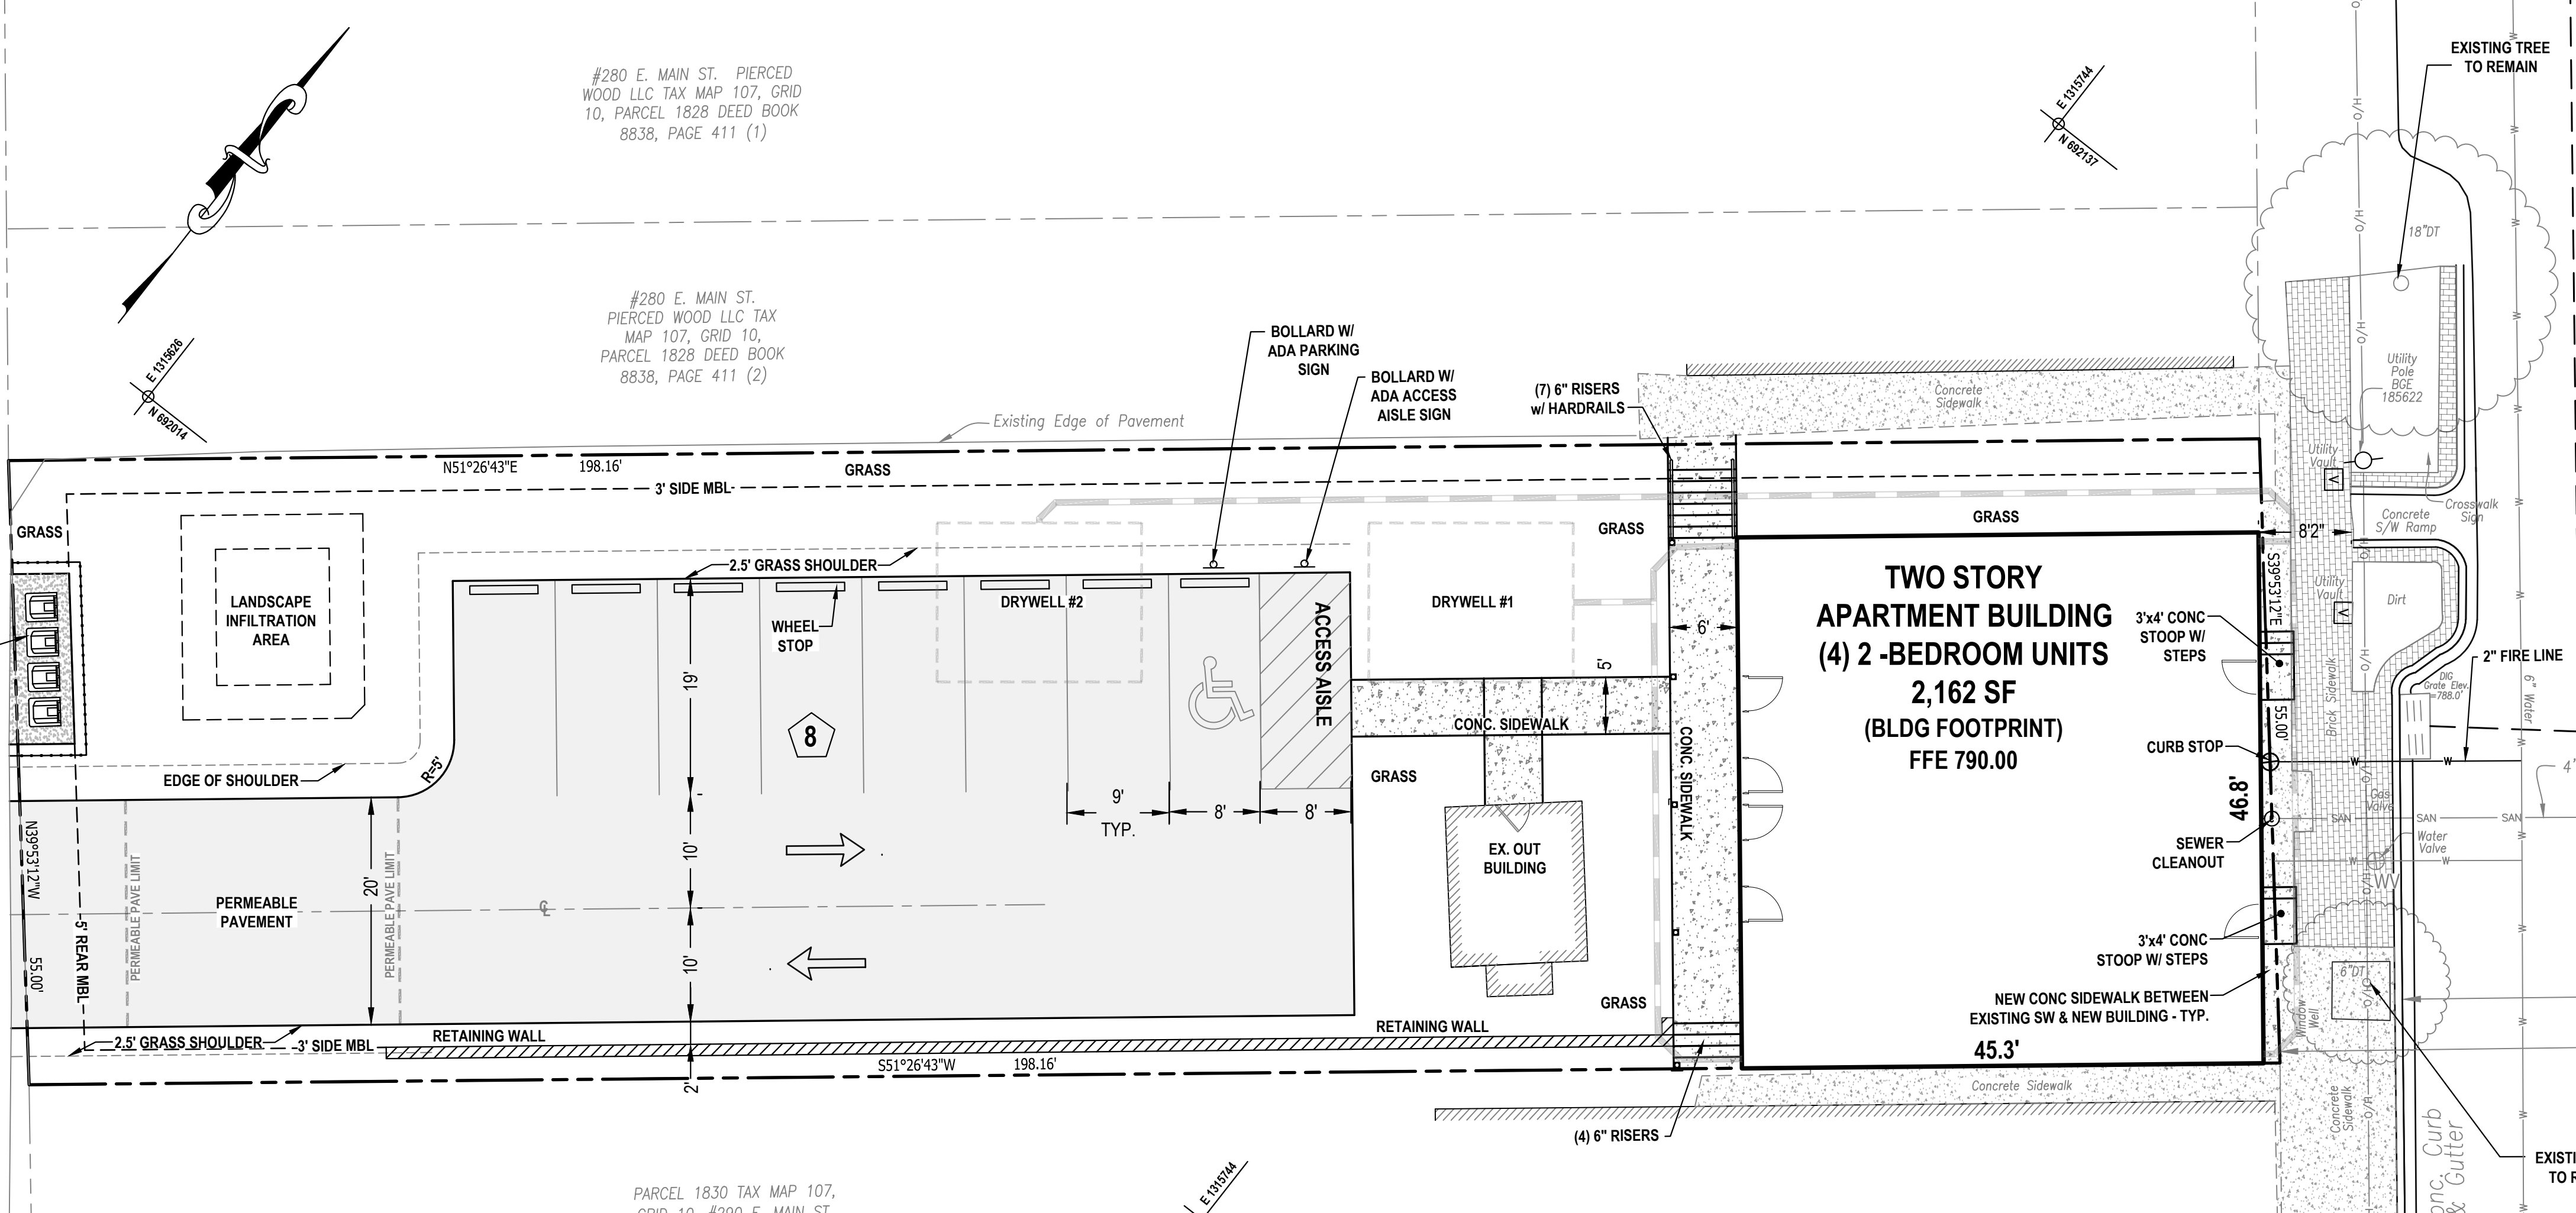 #280 E. MAIN ST. PIERCED
WOOD LLC TAX MAP 107, GRID
10, PARCEL 1828 DEED BOOK
8838, PAGE 411 (1)
EXISTING TREE
TO REMAIN
E 1315744
N 692137
18"DT
#280 E. MAIN ST.
PIERCED WOOD LLC TAX
MAP 107, GRID 10,
PARCEL 1828 DEED BOOK
8838, PAGE 411 (2)
E 1315626
N 692014
BOLLARD W/
ADA PARKING
SIGN
BOLLARD W/
ADA ACCESS
AISLE SIGN
(7) 6" RISERS
w/ HARDRAILS
Concrete
Sidewalk
Utility
Pole
BGE
185622
Existing Edge of Pavement
N51°26'43"E 198.16'
GRASS
3' SIDE MBL
GRASS
GRASS
GRASS
Utility
Vault
V
Crosswalk
Sign
Concrete
S/W Ramp
8'2"
2.5' GRASS SHOULDER
LANDSCAPE
INFILTRATION
AREA
WHEEL
STOP
DRYWELL #2
ACCESS AISLE
DRYWELL #1
6'
5'
TWO STORY
APARTMENT BUILDING
(4) 2 -BEDROOM UNITS
2,162 SF
(BLDG FOOTPRINT)
FFE 790.00
3'x4' CONC
STOOP W/
STEPS
S39°53'12"E
55.00'
Utility
Vault
V
Dirt
2" FIRE LINE
DIG
Grate Elev.
=788.0'
6" Water
Brick Sidewalk
19'
8
CONC. SIDEWALK
CONC. SIDEWALK
CURB STOP
EDGE OF SHOULDER
R=5'
GRASS
9'
TYP.
8'
8'
46.8'
Gas
Valve
W
W
4"
SAN
SAN
SAN
SEWER
CLEANOUT
Water
Valve
W
W
WV
N39°53'12"W
55.00'
5' REAR MBL
PERMEABLE PAVE LIMIT
PERMEABLE
PAVEMENT
20'
PERMEABLE PAVE LIMIT
10'
10'
EX. OUT
BUILDING
3'x4' CONC
STOOP W/ STEPS
6"DT
GRASS
NEW CONC SIDEWALK BETWEEN
EXISTING SW & NEW BUILDING - TYP.
Window
Well
2.5' GRASS SHOULDER
3' SIDE MBL
RETAINING WALL
RETAINING WALL
45.3'
S51°26'43"W 198.16'
2'
Concrete Sidewalk
Concrete
Sidewalk
(4) 6" RISERS
Conc. Curb
& Gutter
H/O
H/O
H/O
PARCEL 1830 TAX MAP 107,
GRID 10, #290 E. MAIN ST.
E 1315744